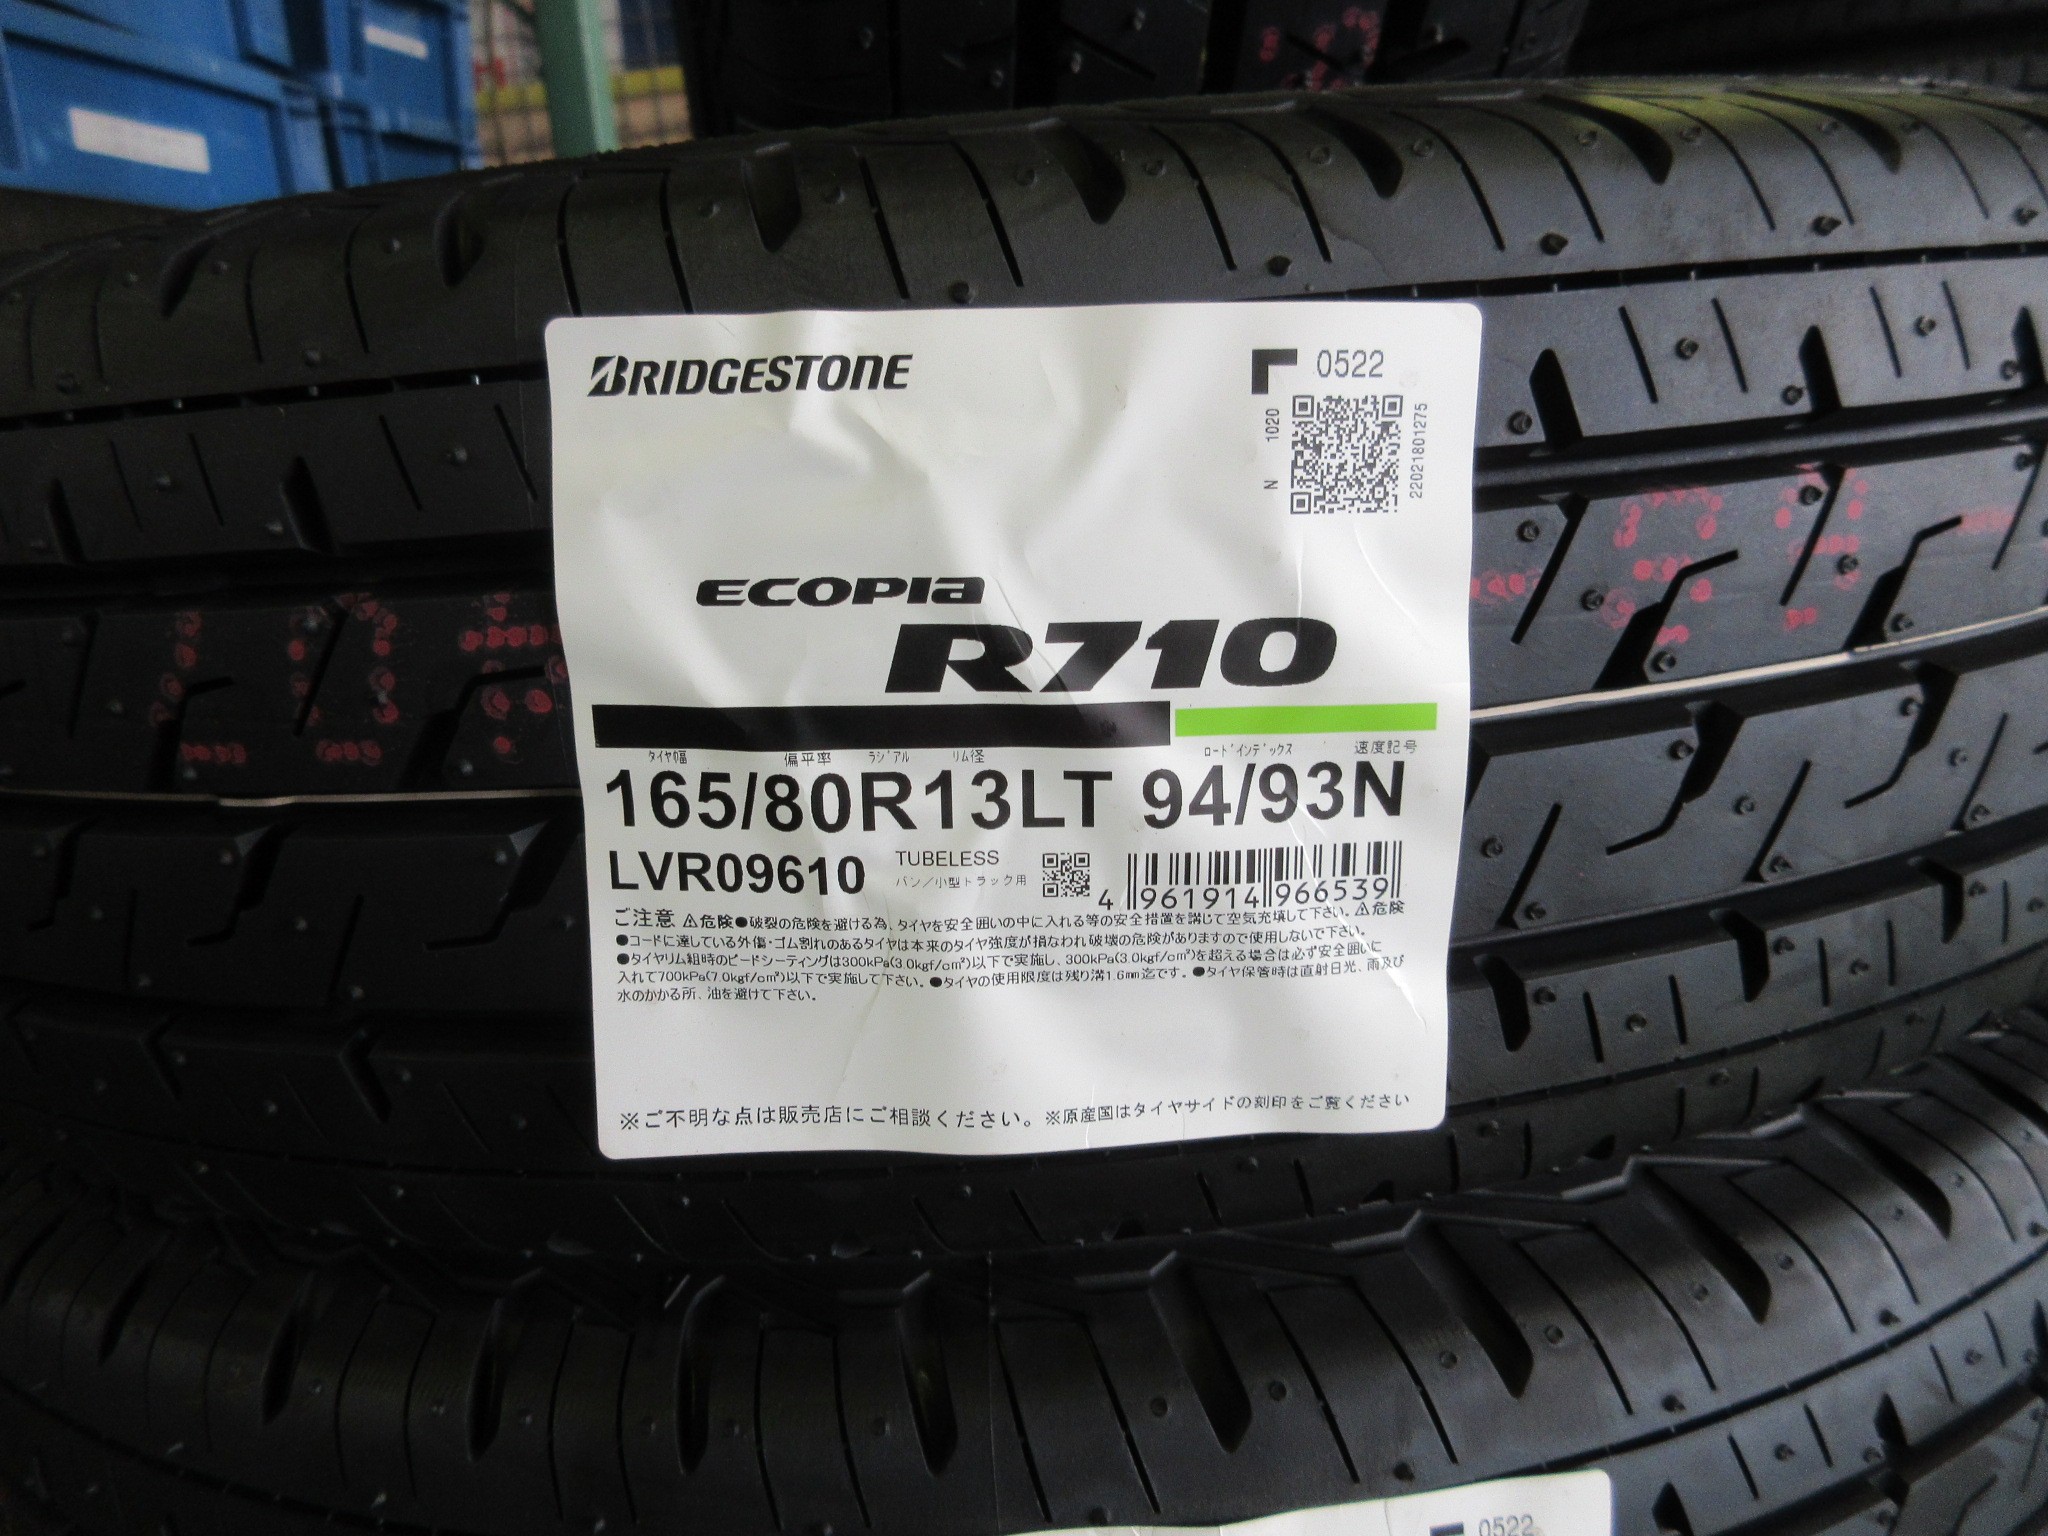 BRIDGESTONE
0522
N 1020
2202180127５
ECOPIA
R710
タイヤ幅 偏平率 ラジアル リム径 ロードインデックス 速度記号
165/80R13LT 94/93N
LVR09610 TUBELESS
バン/小型トラック用
4 961914 966539
ご注意 ⚠危険●破裂の危険を避ける為、タイヤを安全囲いの中に入れる等の安全措置を講じて空気充填して下さい。⚠危険
●コードに達している外傷・ゴム割れのあるタイヤは本来のタイヤ強度が損なわれ破壊の危険がありますので使用しないで下さい。
●タイヤリム組時のビードシーティングは300kPa(3.0kgf/cm²)以下で実施し、300kPa(3.0kgf/cm²)を超える場合は必ず安全囲いに
入れて700kPa(7.0kgf/cm²)以下で実施して下さい。●タイヤの使用限度は残り溝1.6mm迄です。●タイヤ保管時は直射日光、雨及び
水のかかる所、油を避けて下さい。
※ご不明な点は販売店にご相談ください。※原産国はタイヤサイドの刻印をご覧ください
0522